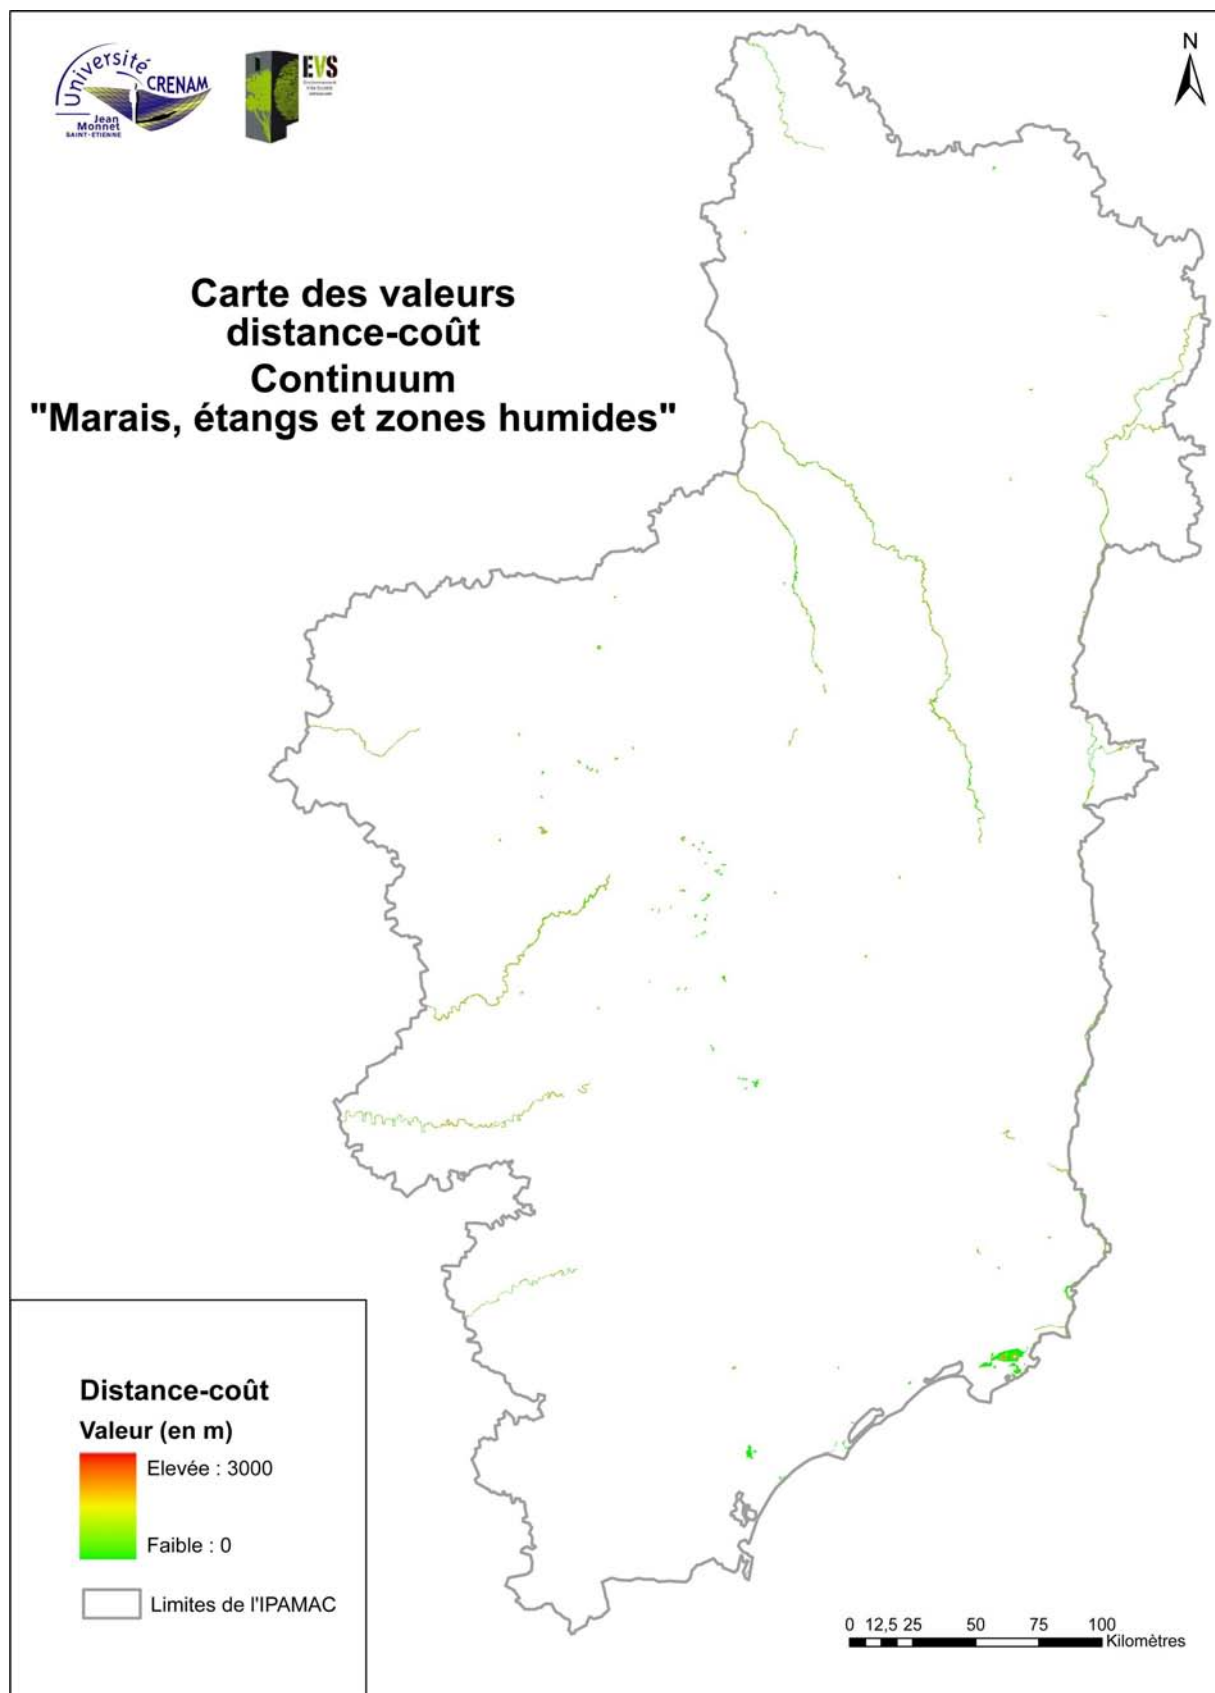 Université
CRENAM
Jean
Monnet
SAINT-ETIENNE
EVS
N
Carte des valeurs
distance-coût
Continuum
"Marais, étangs et zones humides"
Distance-coût
Valeur (en m)
Elevée : 3000
Faible : 0
Limites de l'IPAMAC
0 12,5 25 50 75 100
Kilomètres